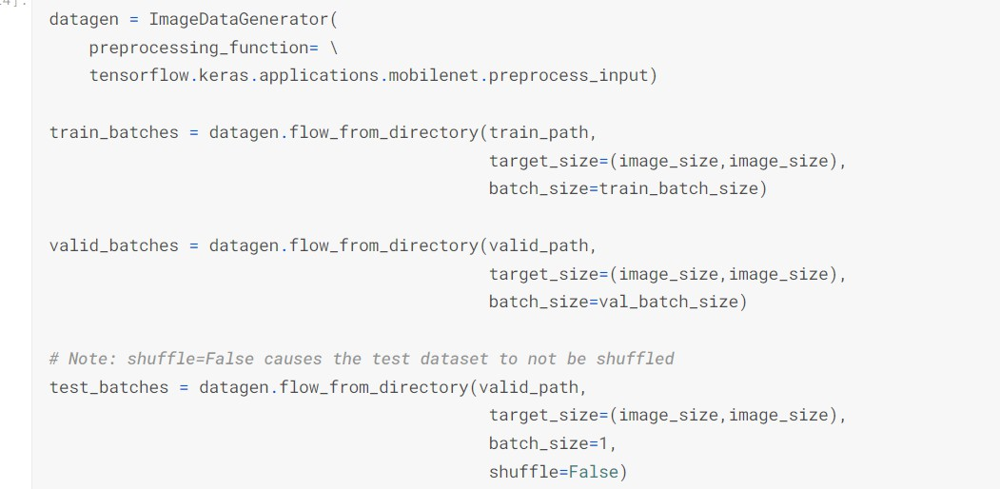 4]:
datagen = ImageDataGenerator(
    preprocessing_function= \
    tensorflow.keras.applications.mobilenet.preprocess_input)
train_batches = datagen.flow_from_directory(train_path,
                                            target_size=(image_size,image_size),
                                            batch_size=train_batch_size)
valid_batches = datagen.flow_from_directory(valid_path,
                                            target_size=(image_size,image_size),
                                            batch_size=val_batch_size)
# Note: shuffle=False causes the test dataset to not be shuffled
test_batches = datagen.flow_from_directory(valid_path,
                                            target_size=(image_size,image_size),
                                            batch_size=1,
                                            shuffle=False)